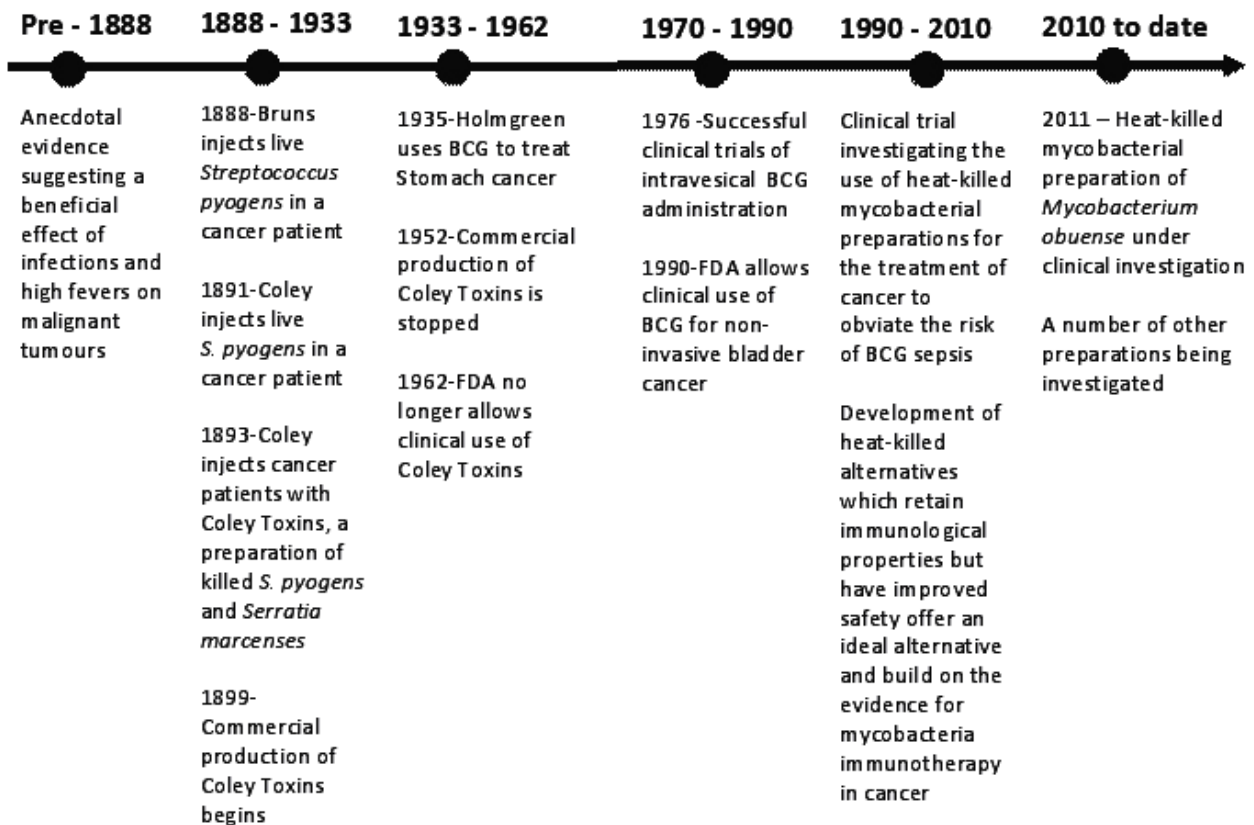 Pre - 1888
Anecdotal
evidence
suggesting a
beneficial
effect of
infections and
high fevers on
malignant
tumours
1888 - 1933
1888-Bruns
injects live
Streptococcus
pyogens in a
cancer patient
1891-Coley
injects live
S. pyogens in a
cancer patient
1893-Coley
injects cancer
patients with
Coley Toxins, a
preparation of
killed S. pyogens
and Serratia
marcenses
1899-
Commercial
production of
Coley Toxins
begins
1933 - 1962
1935-Holmgreen
uses BCG to treat
Stomach cancer
1952-Commercial
production of
Coley Toxins is
stopped
1962-FDA no
longer allows
clinical use of
Coley Toxins
1970 - 1990
1976 -Successful
clinical trials of
intravesical BCG
administration
1990-FDA allows
clinical use of
BCG for non-
invasive bladder
cancer
1990 - 2010
Clinical trial
investigating the
use of heat-killed
mycobacterial
preparations for
the treatment of
cancer to
obviate the risk
of BCG sepsis
Development of
heat-killed
alternatives
which retain
immunological
properties but
have improved
safety offer an
ideal alternative
and build on the
evidence for
mycobacteria
immunotherapy
in cancer
2010 to date
2011 – Heat-killed
mycobacterial
preparation of
Mycobacterium
obuense under
clinical investigation
A number of other
preparations being
investigated